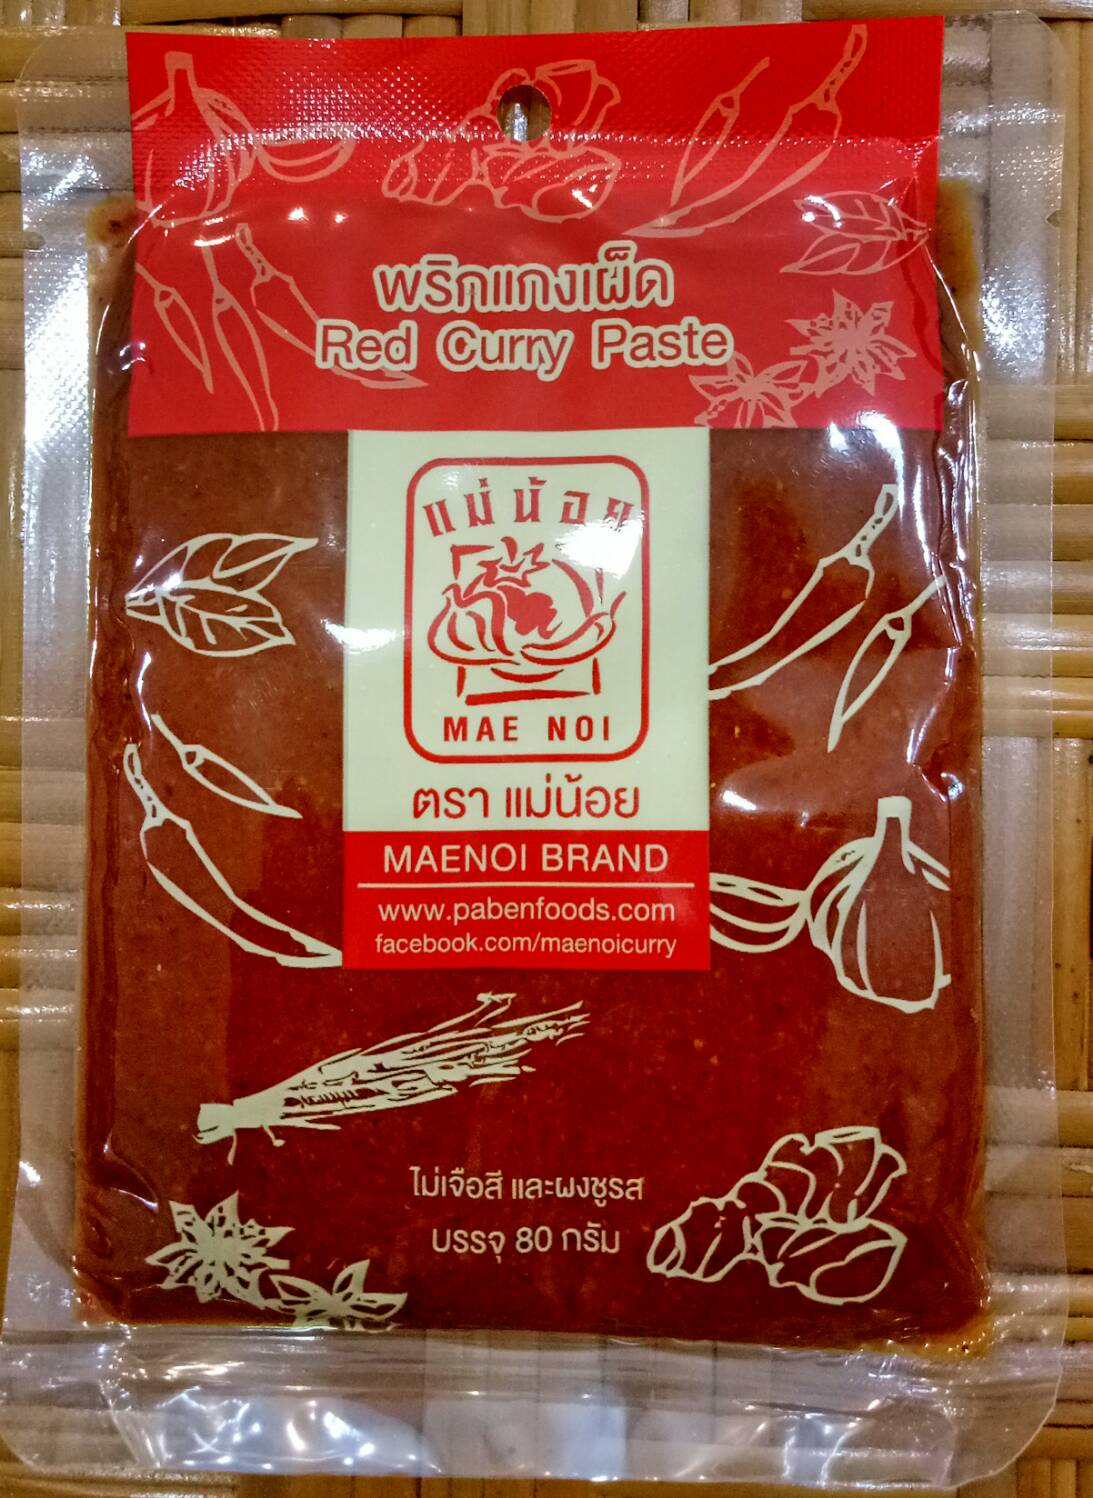 พริกแกงเผ็ด
Red Curry Paste
แม่น้อย
MAE NOI
ตรา แม่น้อย
MAENOI BRAND
www.pabenfoods.com
facebook.com/maenoicurry
ไม่เจือสี และผงชูรส
บรรจุ 80 กรัม